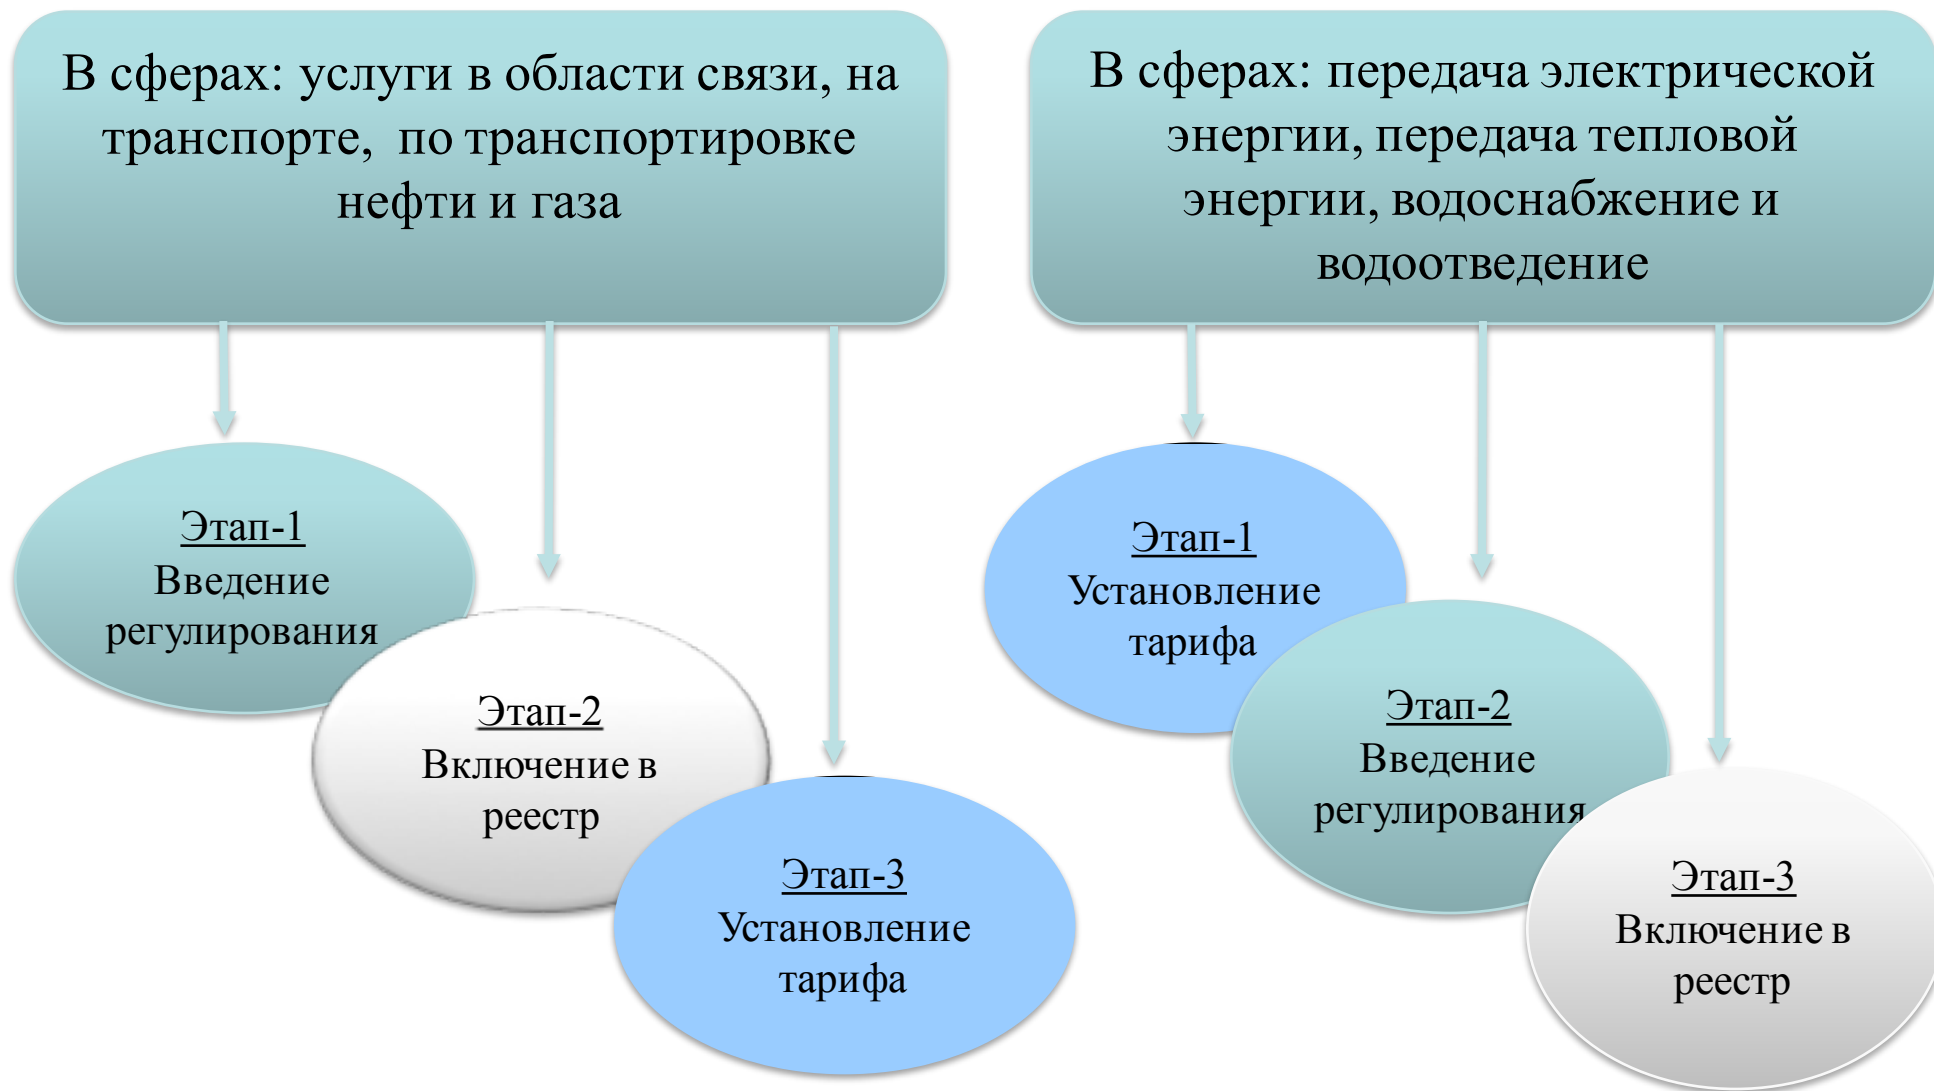 В сферах: услуги в области связи, на
транспорте, по транспортировке
нефти и газа
Этап-1
Введение
регулирования
Этап-2
Включение в
реестр
Этап-3
Установление
тарифа
В сферах: передача электрической
энергии, передача тепловой
энергии, водоснабжение и
водоотведение
Этап-1
Установление
тарифа
Этап-2
Введение
регулирования
Этап-3
Включение в
реестр